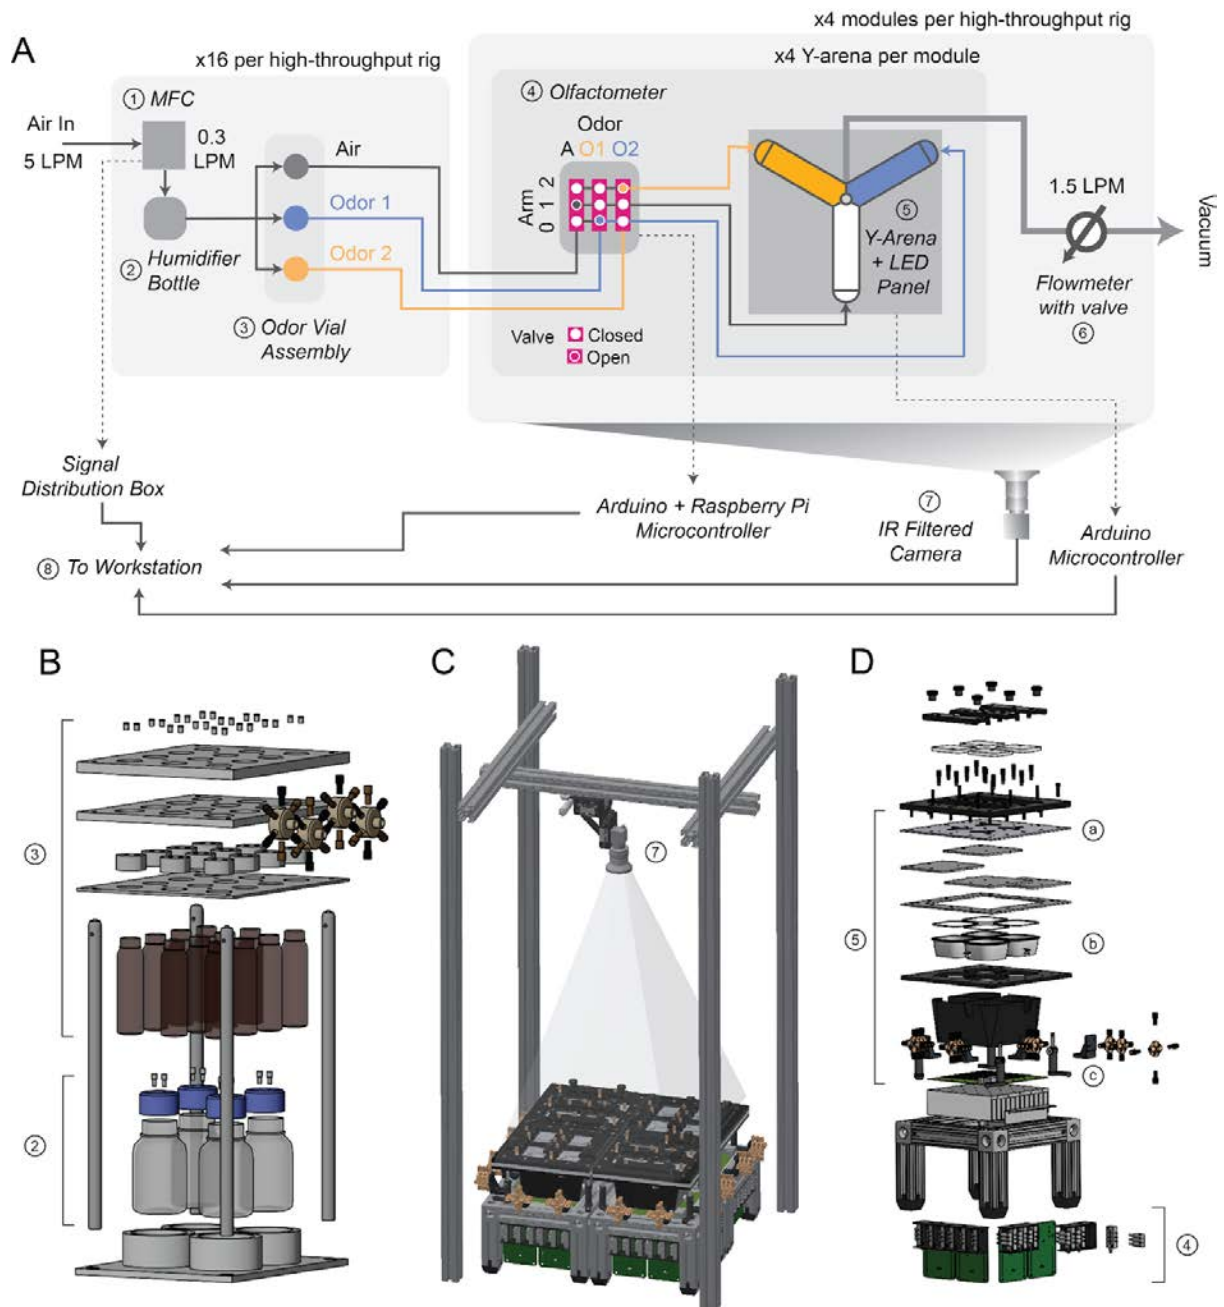 A
x4 modules per high-throughput rig
x16 per high-throughput rig
x4 Y-arena per module
① MFC
④ Olfactometer
Air In
5 LPM
0.3
LPM
Air
Odor
A O1 O2
Odor 1
Odor 2
② Humidifier
Bottle
③ Odor Vial
Assembly
Arm
0 1 2
⑤
Y-Arena
+ LED
Panel
Valve
Closed
Open
1.5 LPM
Flowmeter
with valve
⑥
Vacuum
Signal
Distribution Box
Arduino + Raspberry Pi
Microcontroller
⑦
IR Filtered
Camera
Arduino
Microcontroller
⑧ To Workstation
B
③
②
C
⑦
D
a
⑤
b
c
④